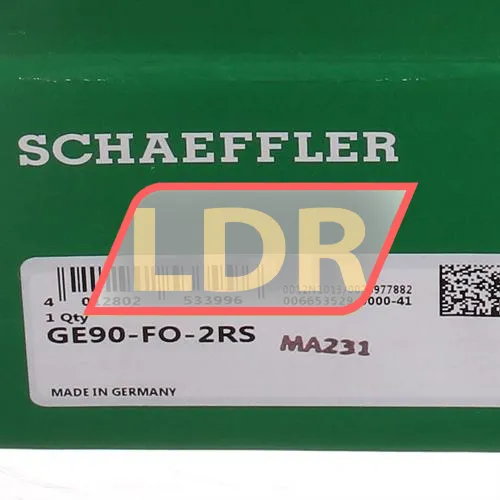 SCHAEFFLER
LDR
4 012802 533996
1 Qty
GE90-FO-2RS
MA231
MADE IN GERMANY